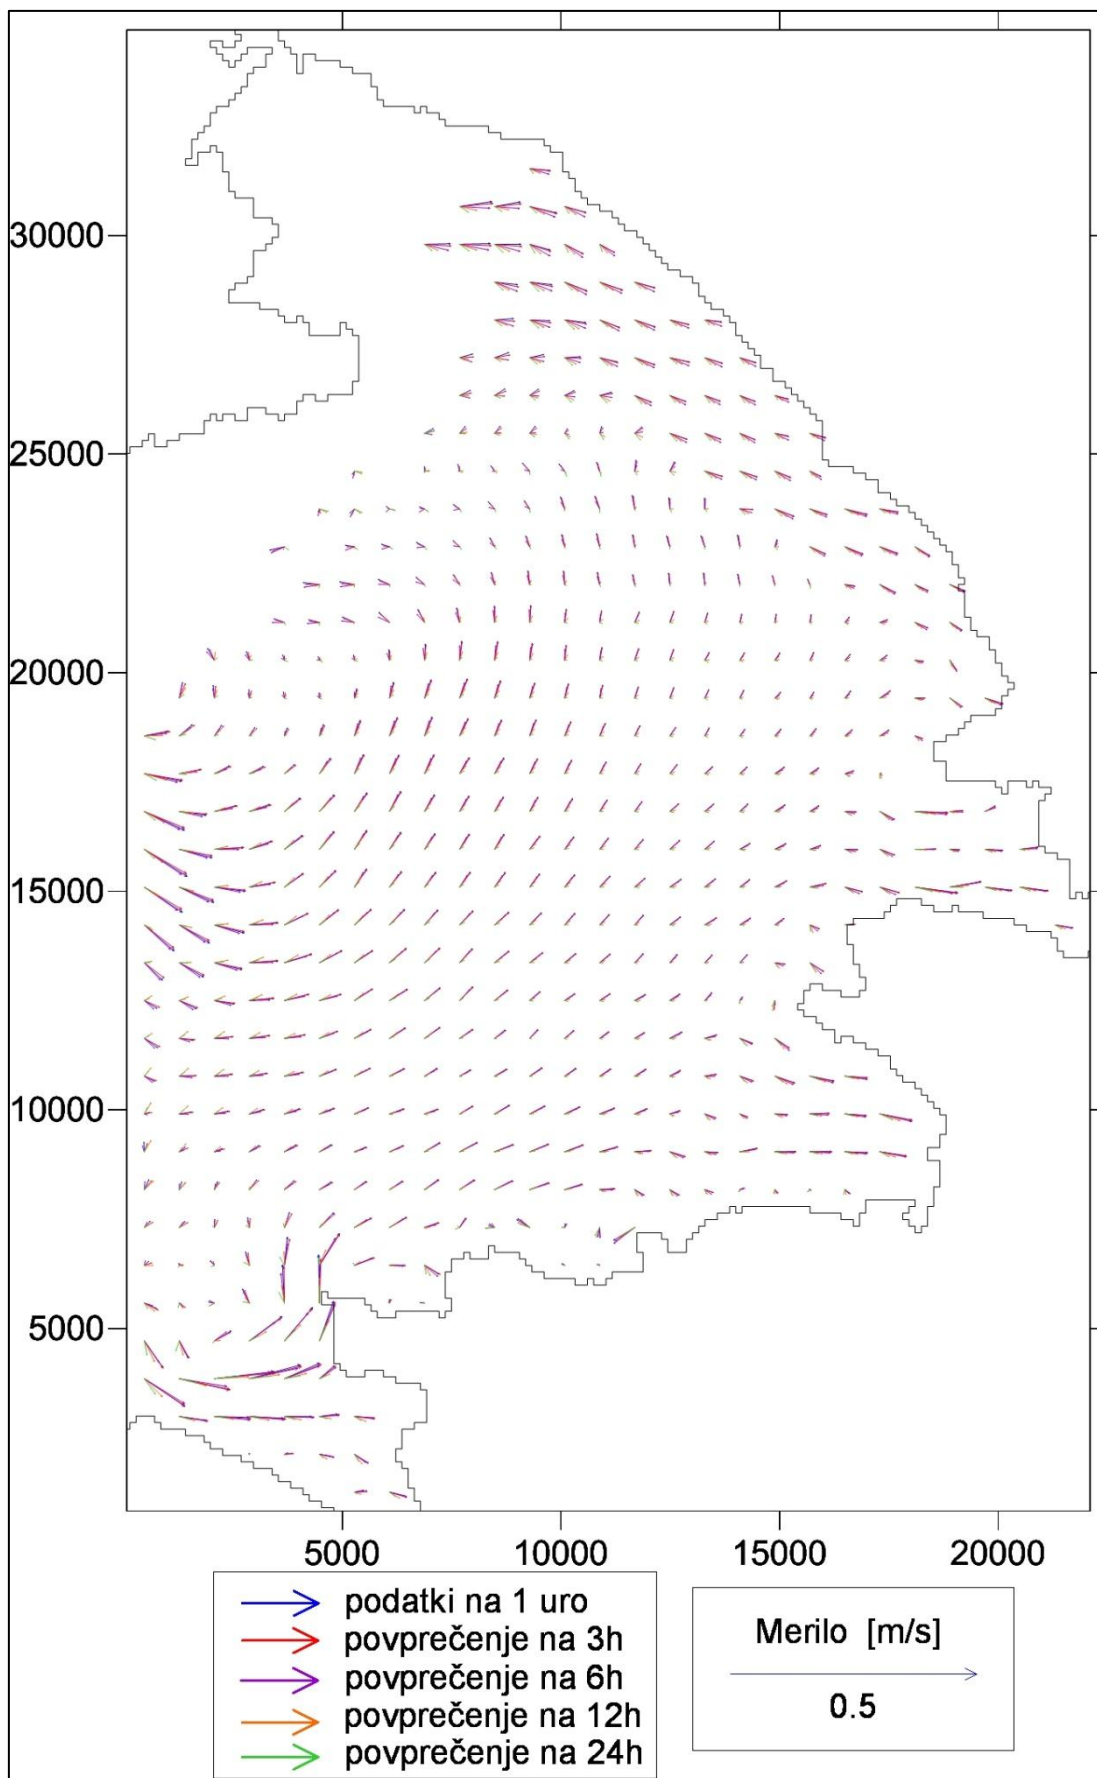 30000
25000
20000
15000
10000
5000
5000 10000 15000 20000
podatki na 1 uro
povprečenje na 3h
povprečenje na 6h
povprečenje na 12h
povprečenje na 24h
Merilo [m/s]
0.5